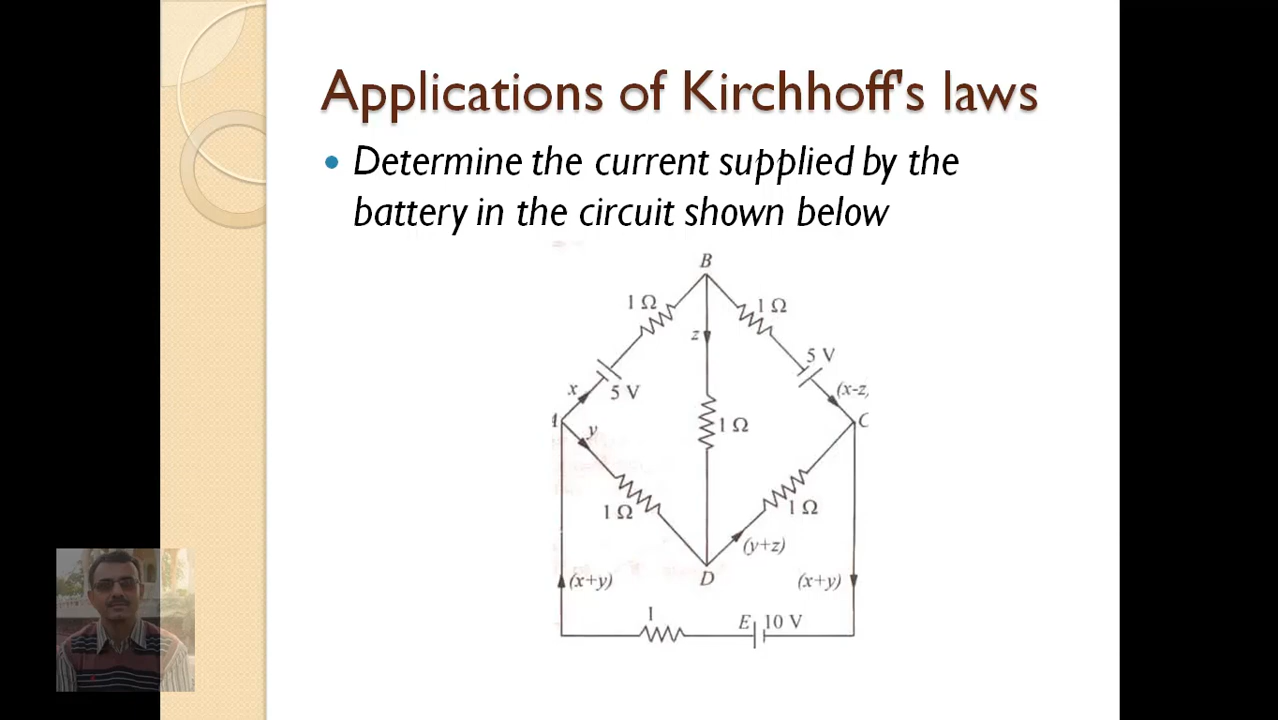 Applications of Kirchhoff's laws
Determine the current supplied by the
battery in the circuit shown below
B
1 Ω
1 Ω
z
5 V
x
5 V
(x-z
y
1 Ω
C
1 Ω
1 Ω
(y+z)
(x+y)
D
(x+y)
1
E
10 V